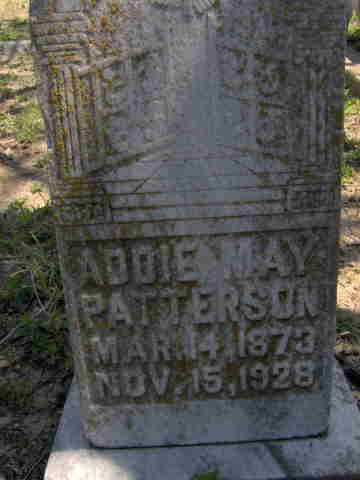 ADDIE MAY
PATTERSON
MAR. 14, 1873
NOV. 15, 1928